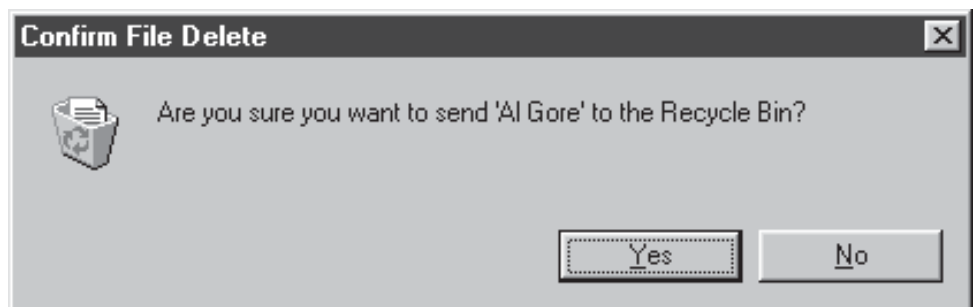 Confirm File Delete
Are you sure you want to send 'Al Gore' to the Recycle Bin?
Yes No